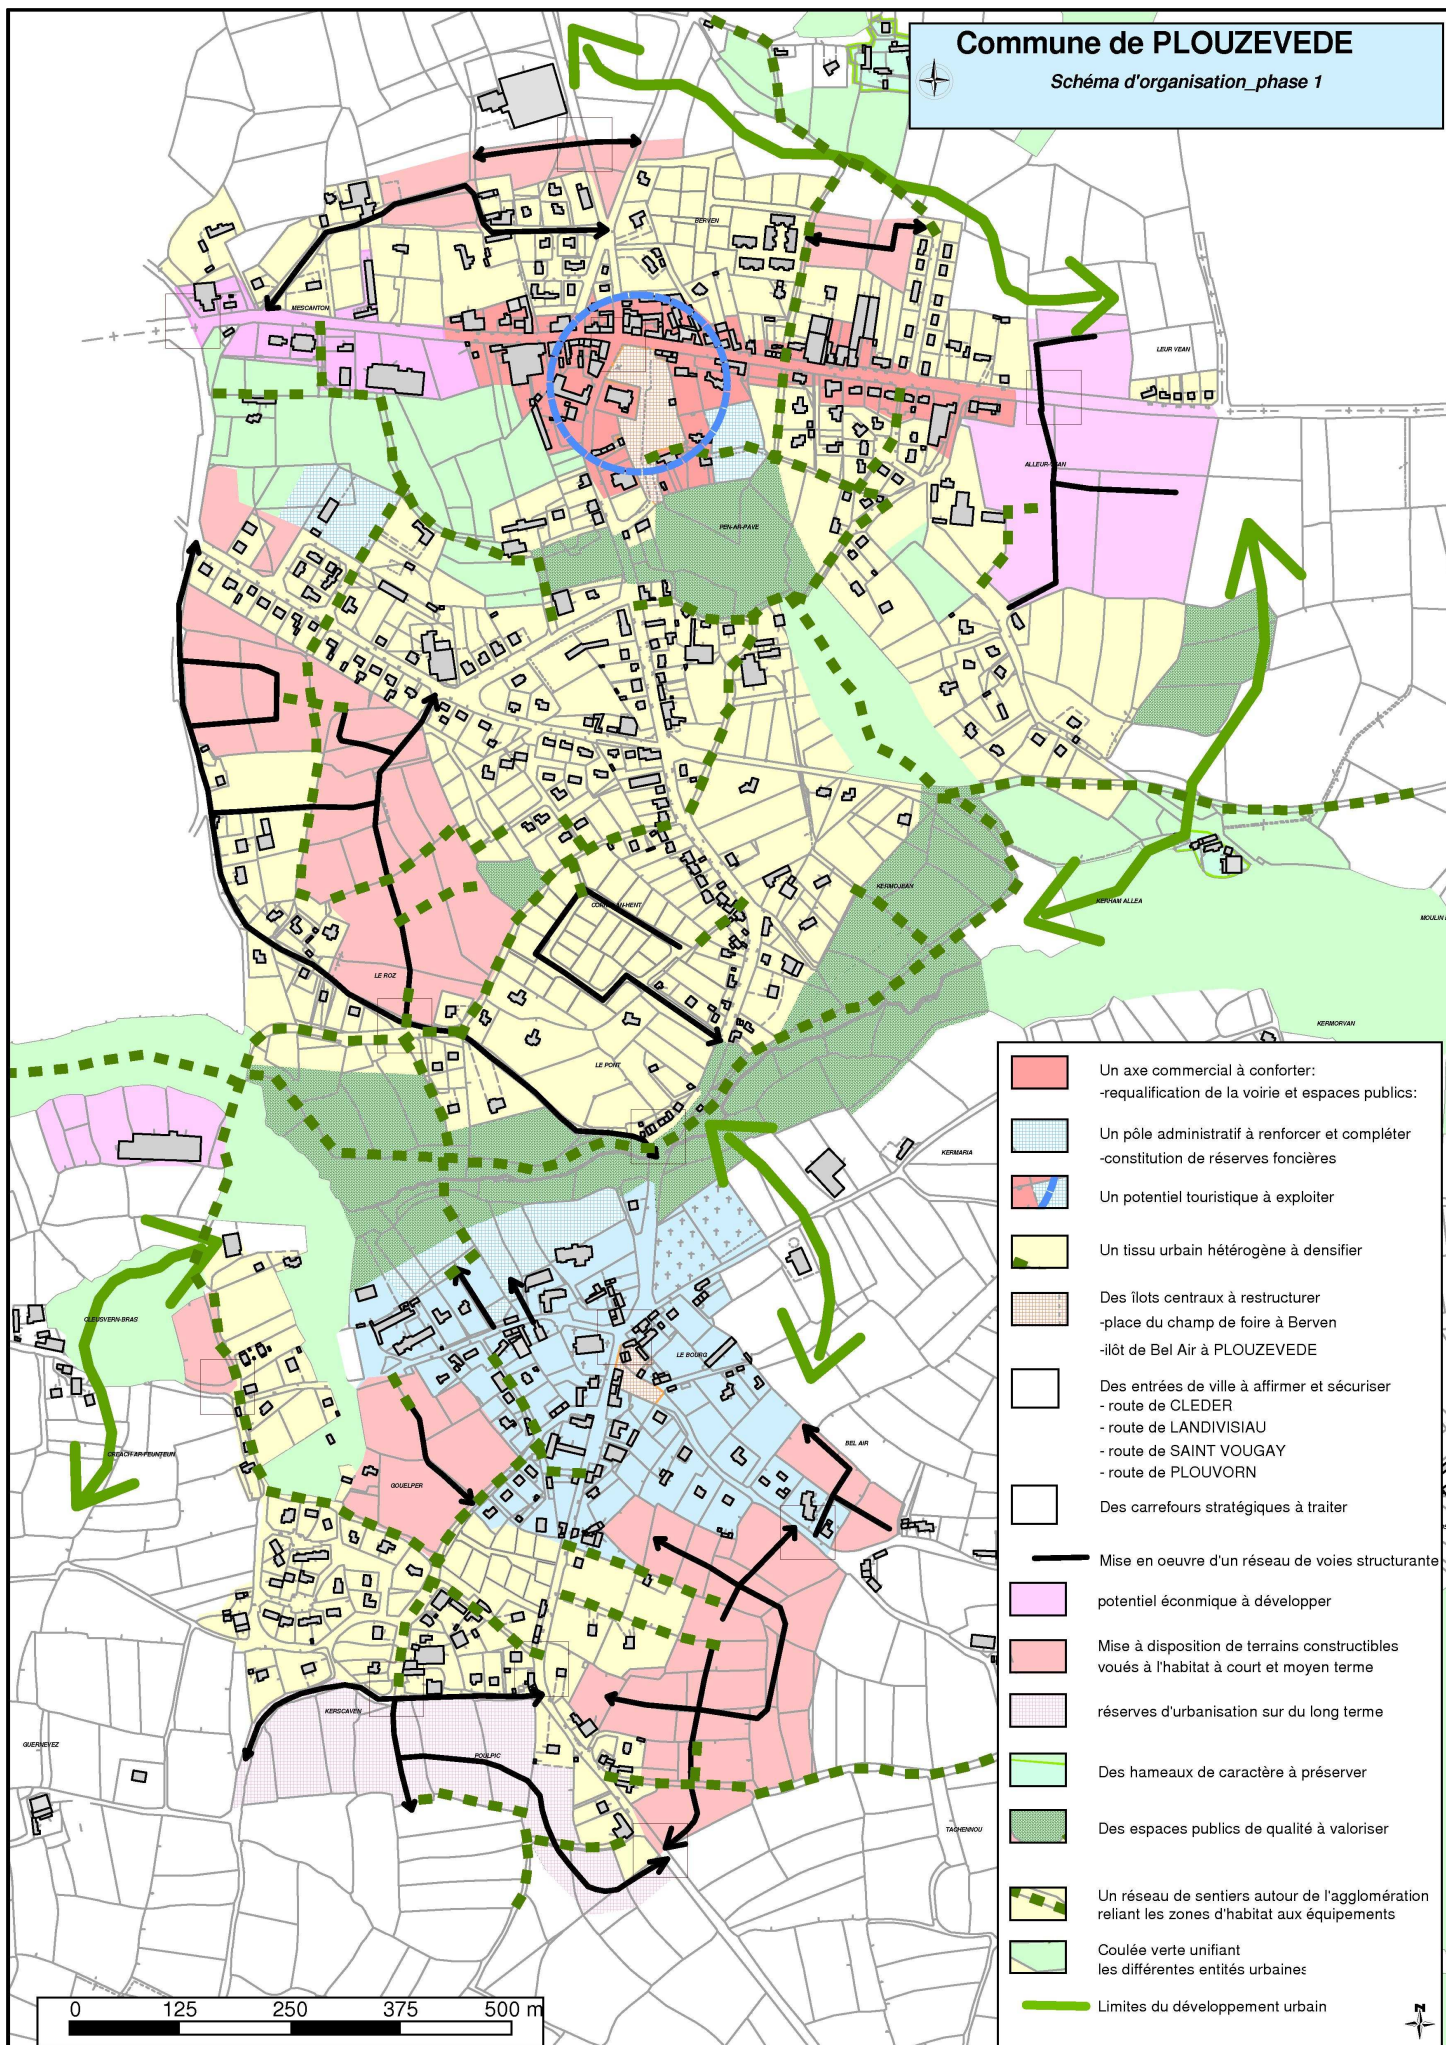 Commune de PLOUZEVEDE
Schéma d'organisation_phase 1
BERVEN
MESCANTON
LEUR VEAN
ALLEUR-VEAN
PEN-AR-PAVE
KERMOJEAN
KERHAM ALLEA
MOULIN
LE ROZ
KERMORVAN
LE PONT
KERMARIA
CLEUSVERN-BRAS
LE BOURG
BEL AIR
CREACH-AR-FEUNTEUN
GOUELPER
KERSCAVEN
GUERNEVEZ
POULPIC
TACHENNOU
Un axe commercial à conforter:
-requalification de la voirie et espaces publics:
Un pôle administratif à renforcer et compléter
-constitution de réserves foncières
Un potentiel touristique à exploiter
Un tissu urbain hétérogène à densifier
Des îlots centraux à restructurer
-place du champ de foire à Berven
-ilôt de Bel Air à PLOUZEVEDE
Des entrées de ville à affirmer et sécuriser
- route de CLEDER
- route de LANDIVISIAU
- route de SAINT VOUGAY
- route de PLOUVORN
Des carrefours stratégiques à traiter
Mise en oeuvre d'un réseau de voies structurante
potentiel éconmique à développer
Mise à disposition de terrains constructibles
voués à l'habitat à court et moyen terme
réserves d'urbanisation sur du long terme
Des hameaux de caractère à préserver
Des espaces publics de qualité à valoriser
Un réseau de sentiers autour de l'agglomération
reliant les zones d'habitat aux équipements
Coulée verte unifiant
les différentes entités urbaines
Limites du développement urbain
N
0 125 250 375 500 m